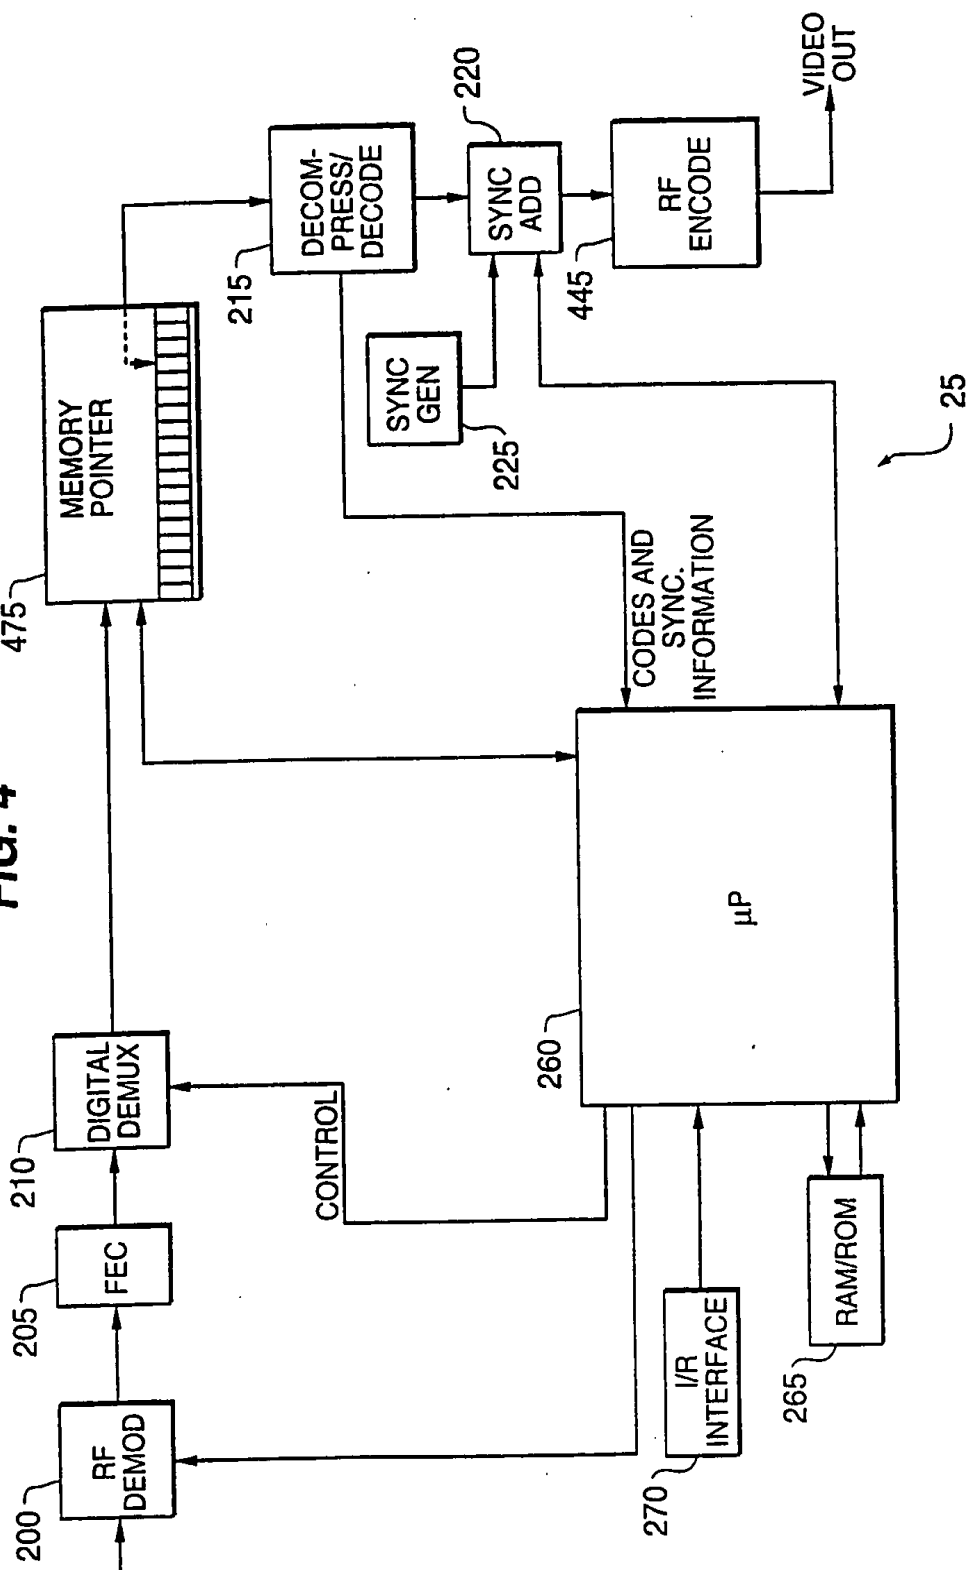 FIG. 4
200
RF
DEMOD
205
FEC
210
DIGITAL
DEMUX
475
MEMORY
POINTER
215
DECOM-
PRESS/
DECODE
220
SYNC
ADD
225
SYNC
GEN
445
RF
ENCODE
VIDEO
OUT
CONTROL
CODES AND
SYNC.
INFORMATION
260
µP
270
I/R
INTERFACE
265
RAM/ROM
25